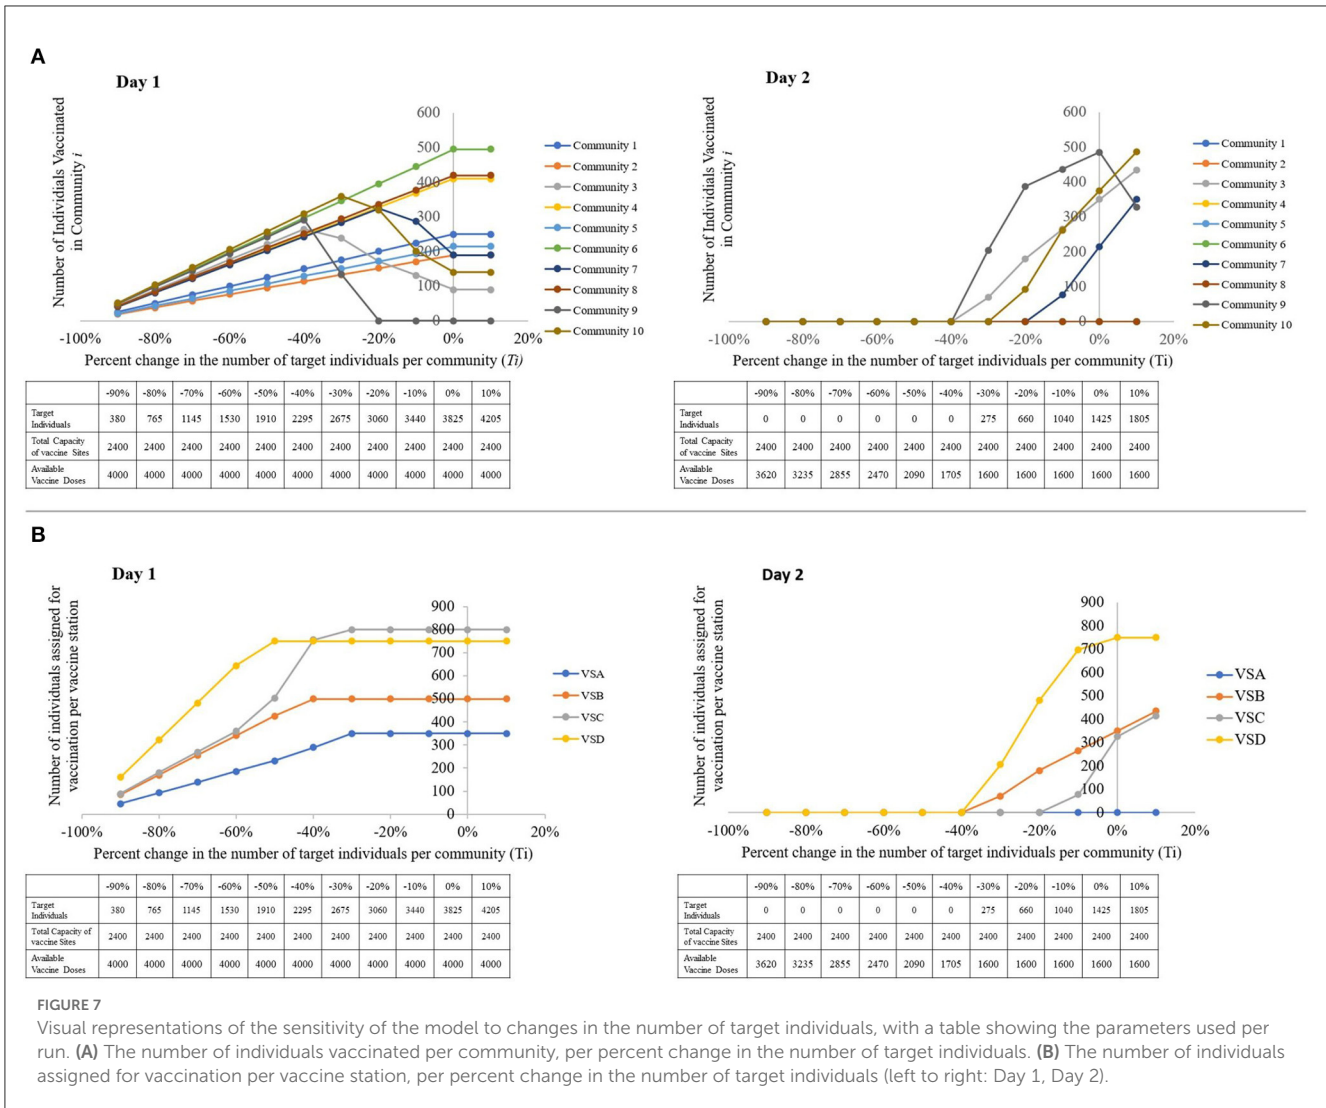 A
Day 1
Number of Individials Vaccinated
in Community i
600
500
400
300
200
100
0
-100%
-80%
-60%
-40%
-20%
0%
20%
Percent change in the number of target individuals per community (Ti)
Community 1
Community 2
Community 3
Community 4
Community 5
Community 6
Community 7
Community 8
Community 9
Community 10
-90% -80% -70% -60% -50% -40% -30% -20% -10% 0% 10%
Target
Individuals 380 765 1145 1530 1910 2295 2675 3060 3440 3825 4205
Total Capacity
of vaccine Sites 2400 2400 2400 2400 2400 2400 2400 2400 2400 2400 2400
Available
Vaccine Doses 4000 4000 4000 4000 4000 4000 4000 4000 4000 4000 4000
Day 2
Number of Individials Vaccinated
in Community i
600
500
400
300
200
100
0
-100%
-80%
-60%
-40%
-20%
0%
20%
Percent change in the number of target individuals per community (Ti)
Community 1
Community 2
Community 3
Community 4
Community 5
Community 6
Community 7
Community 8
Community 9
Community 10
-90% -80% -70% -60% -50% -40% -30% -20% -10% 0% 10%
Target
Individuals 0 0 0 0 0 0 275 660 1040 1425 1805
Total Capacity
of vaccine Sites 2400 2400 2400 2400 2400 2400 2400 2400 2400 2400 2400
Available
Vaccine Doses 3620 3235 2855 2470 2090 1705 1600 1600 1600 1600 1600
B
Day 1
Number of individuals assigned for
vaccination per vaccine station
900
800
700
600
500
400
300
200
100
0
-100%
-80%
-60%
-40%
-20%
0%
20%
Percent change in the number of target individuals per community (Ti)
VSA
VSB
VSC
VSD
-90% -80% -70% -60% -50% -40% -30% -20% -10% 0% 10%
Target
Individuals 380 765 1145 1530 1910 2295 2675 3060 3440 3825 4205
Total Capacity of
vaccine Sites 2400 2400 2400 2400 2400 2400 2400 2400 2400 2400 2400
Available
Vaccine Doses 4000 4000 4000 4000 4000 4000 4000 4000 4000 4000 4000
Day 2
Number of individuals assigned for
vaccination per vaccine station
900
800
700
600
500
400
300
200
100
0
-100%
-80%
-60%
-40%
-20%
0%
20%
Percent change in the number of target individuals per community (Ti)
VSA
VSB
VSC
VSD
-90% -80% -70% -60% -50% -40% -30% -20% -10% 0% 10%
Target
Individuals 0 0 0 0 0 0 275 660 1040 1425 1805
Total Capacity
of vaccine Sites 2400 2400 2400 2400 2400 2400 2400 2400 2400 2400 2400
Available
Vaccine Doses 3620 3235 2855 2470 2090 1705 1600 1600 1600 1600 1600
FIGURE 7
Visual representations of the sensitivity of the model to changes in the number of target individuals, with a table showing the parameters used per
run. (A) The number of individuals vaccinated per community, per percent change in the number of target individuals. (B) The number of individuals
assigned for vaccination per vaccine station, per percent change in the number of target individuals (left to right: Day 1, Day 2).